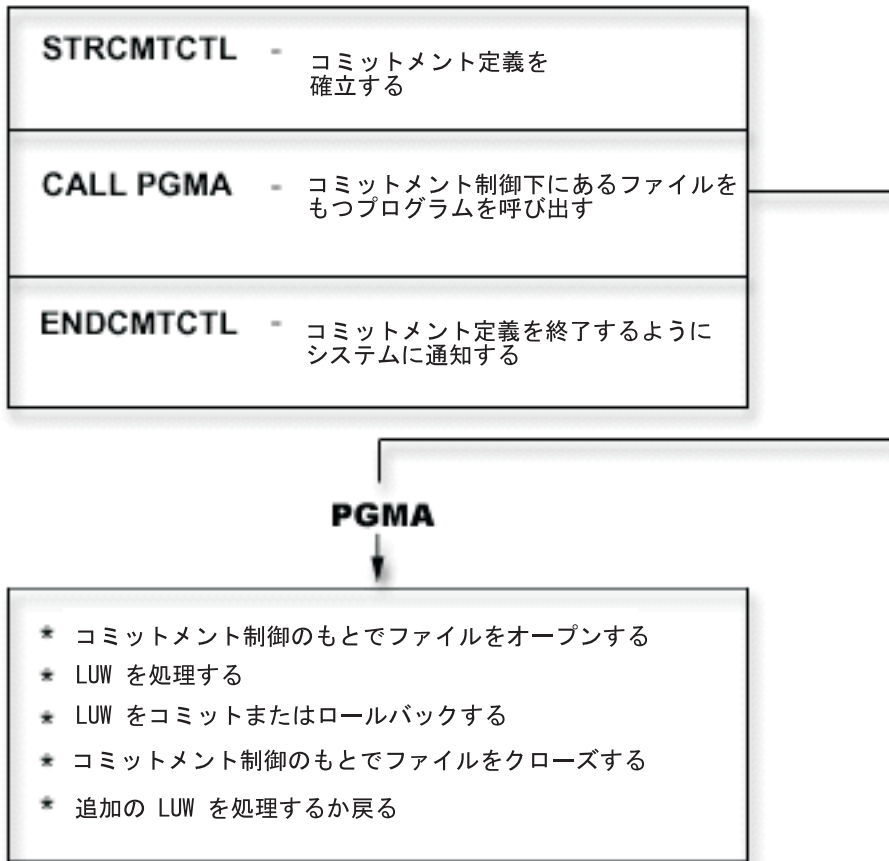 STRCMTCTL - コミットメント定義を
確立する
CALL PGMA - コミットメント制御下にあるファイルを
もつプログラムを呼び出す
ENDCMTCTL - コミットメント定義を終了するように
システムに通知する
PGMA
* コミットメント制御のもとでファイルをオープンする
* LUW を処理する
* LUW をコミットまたはロールバックする
* コミットメント制御のもとでファイルをクローズする
* 追加の LUW を処理するか戻る